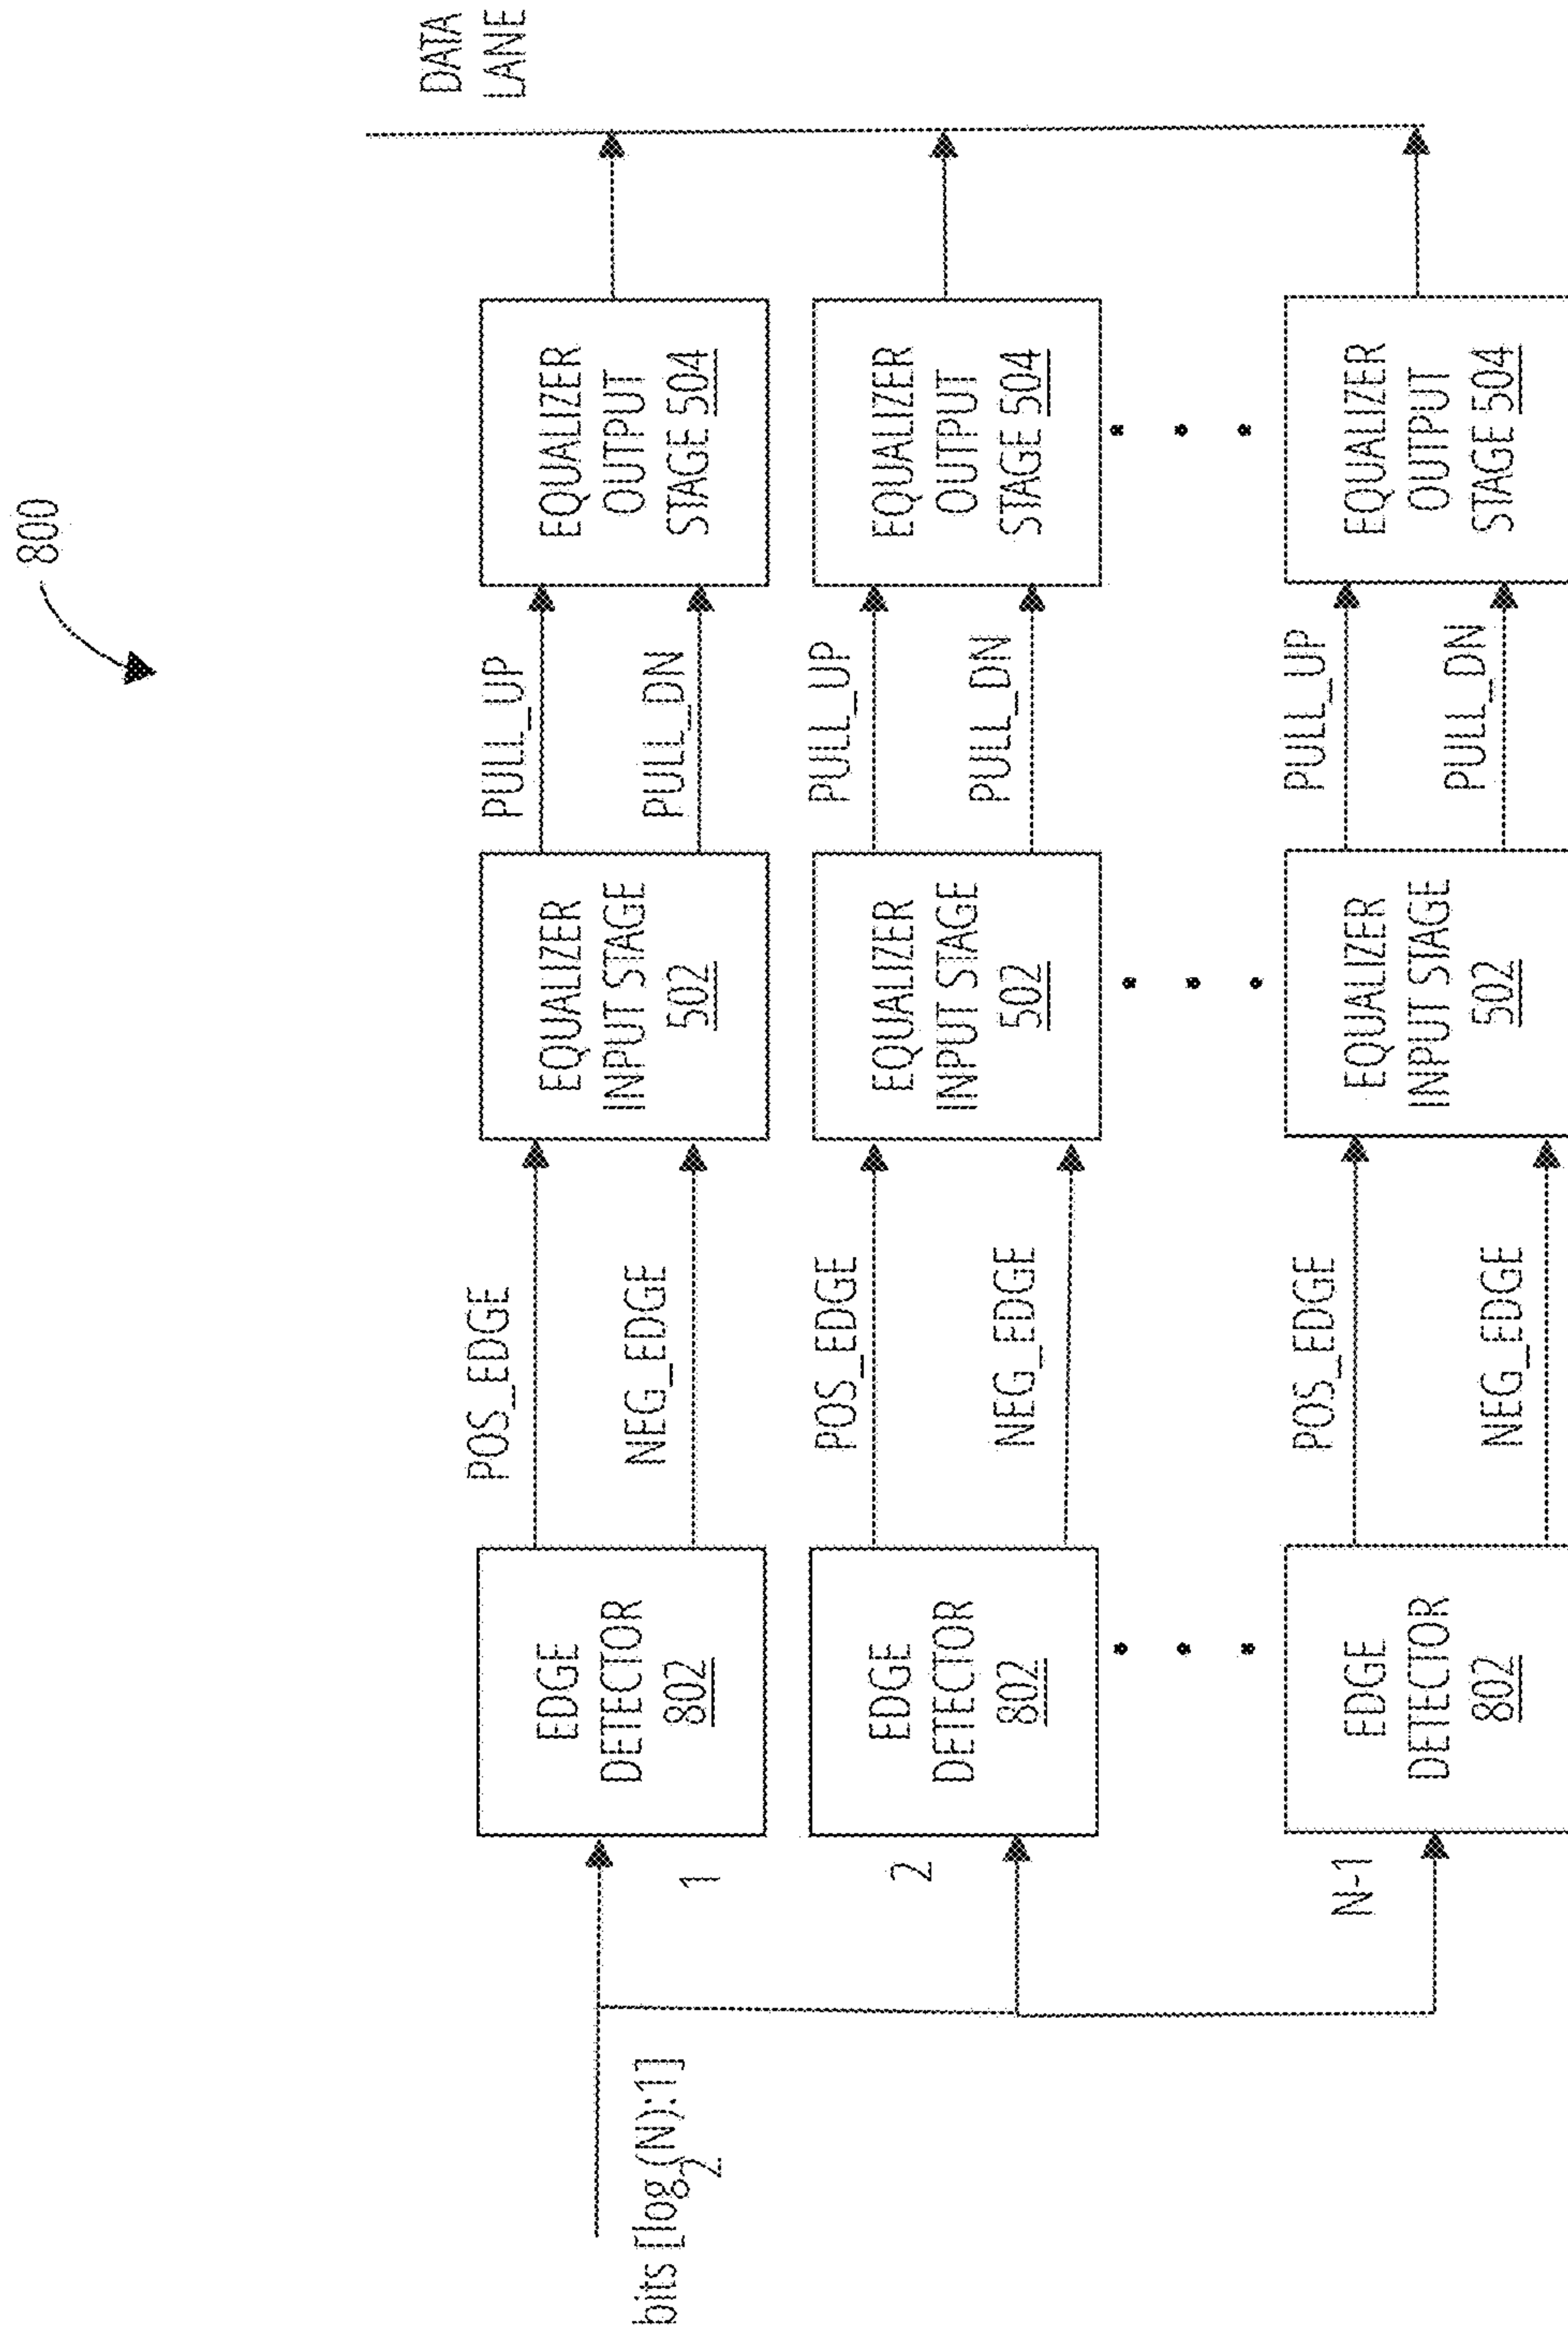 800
bits [log2(N):1]
1
EDGE
DETECTOR
802
POS_EDGE
NEG_EDGE
EQUALIZER
INPUT STAGE
502
PULL_UP
PULL_DN
EQUALIZER
OUTPUT
STAGE 504
DATA
LANE
2
EDGE
DETECTOR
802
POS_EDGE
NEG_EDGE
EQUALIZER
INPUT STAGE
502
PULL_UP
PULL_DN
EQUALIZER
OUTPUT
STAGE 504
N-1
EDGE
DETECTOR
802
POS_EDGE
NEG_EDGE
EQUALIZER
INPUT STAGE
502
PULL_UP
PULL_DN
EQUALIZER
OUTPUT
STAGE 504